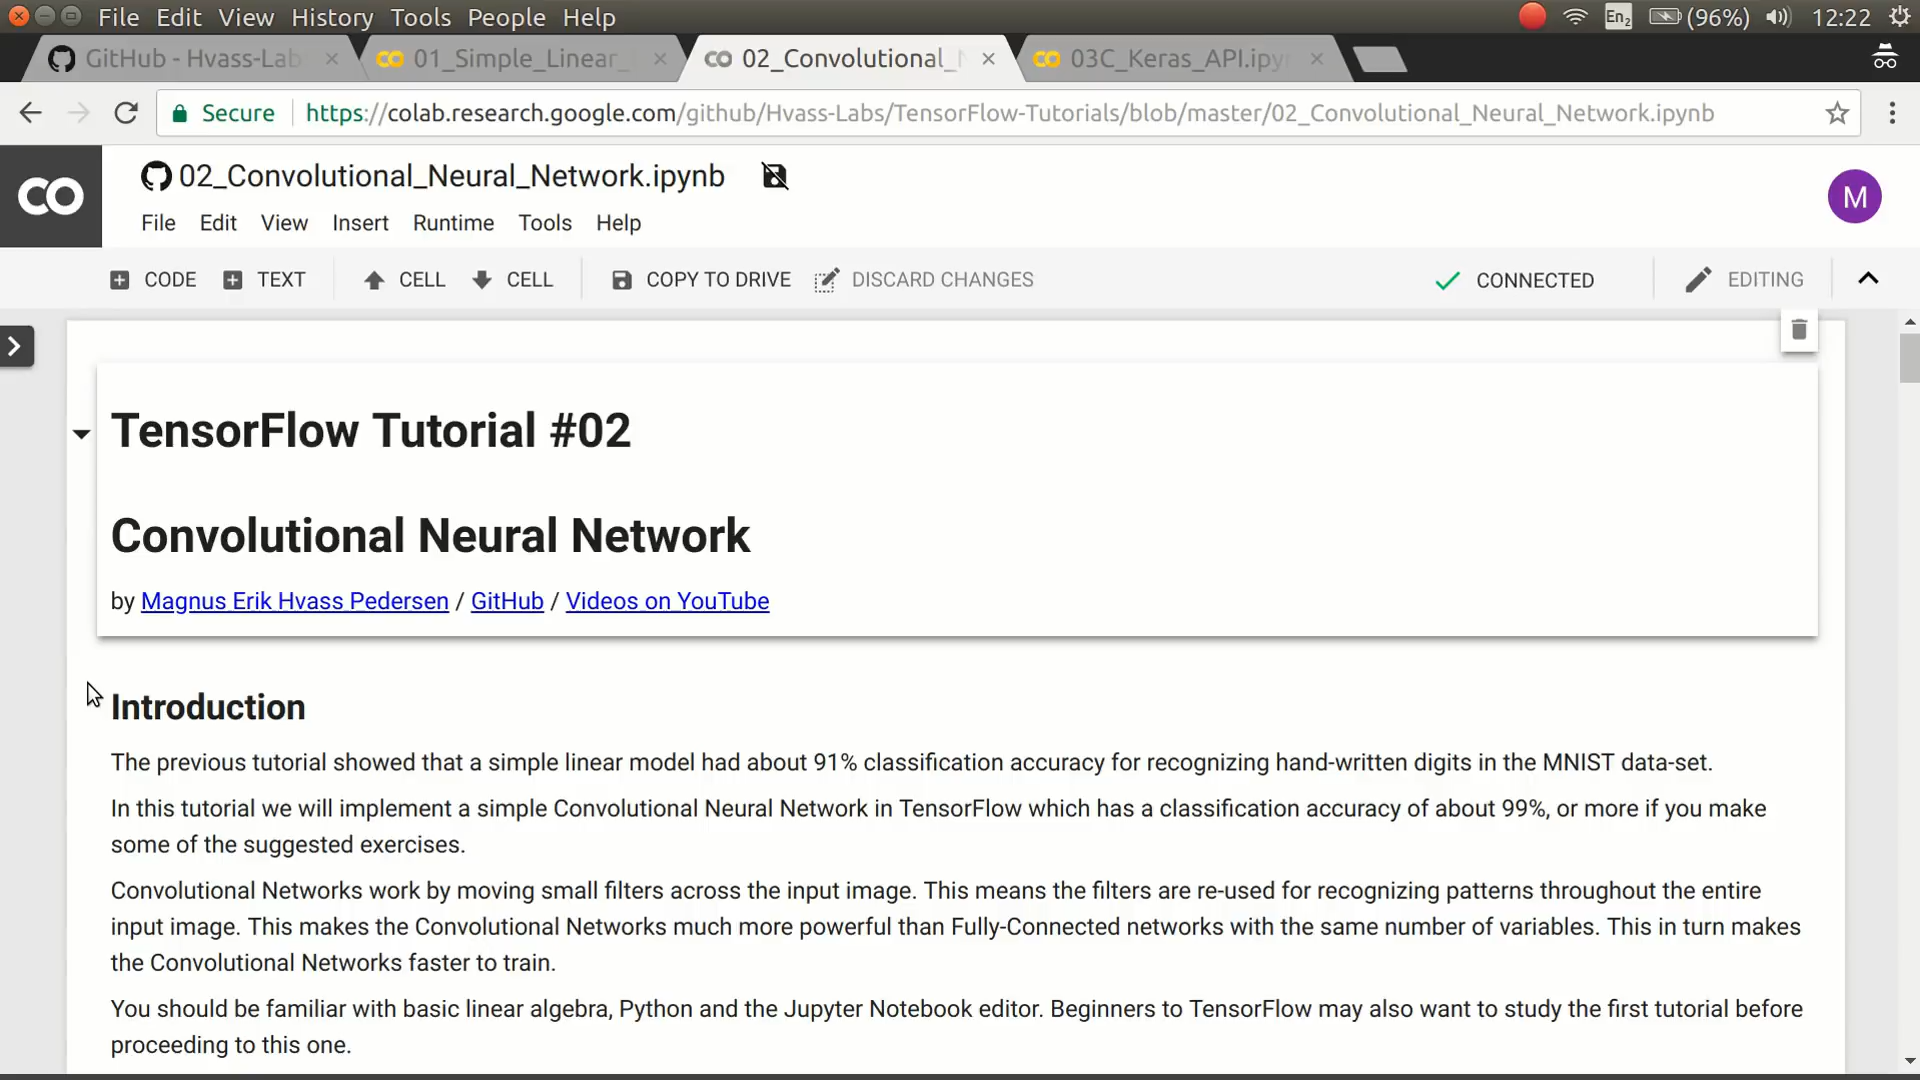 File Edit View History Tools People Help En2 (96%) 12:22
GitHub - Hvass-Lab 01_Simple_Linear_ 02_Convolutional_N 03C_Keras_API.ipy
Secure https://colab.research.google.com/github/Hvass-Labs/TensorFlow-Tutorials/blob/master/02_Convolutional_Neural_Network.ipynb
CO 02_Convolutional_Neural_Network.ipynb M
File Edit View Insert Runtime Tools Help
CODE TEXT CELL CELL COPY TO DRIVE DISCARD CHANGES CONNECTED EDITING
TensorFlow Tutorial #02
Convolutional Neural Network
by Magnus Erik Hvass Pedersen / GitHub / Videos on YouTube
Introduction
The previous tutorial showed that a simple linear model had about 91% classification accuracy for recognizing hand-written digits in the MNIST data-set.
In this tutorial we will implement a simple Convolutional Neural Network in TensorFlow which has a classification accuracy of about 99%, or more if you make
some of the suggested exercises.
Convolutional Networks work by moving small filters across the input image. This means the filters are re-used for recognizing patterns throughout the entire
input image. This makes the Convolutional Networks much more powerful than Fully-Connected networks with the same number of variables. This in turn makes
the Convolutional Networks faster to train.
You should be familiar with basic linear algebra, Python and the Jupyter Notebook editor. Beginners to TensorFlow may also want to study the first tutorial before
proceeding to this one.